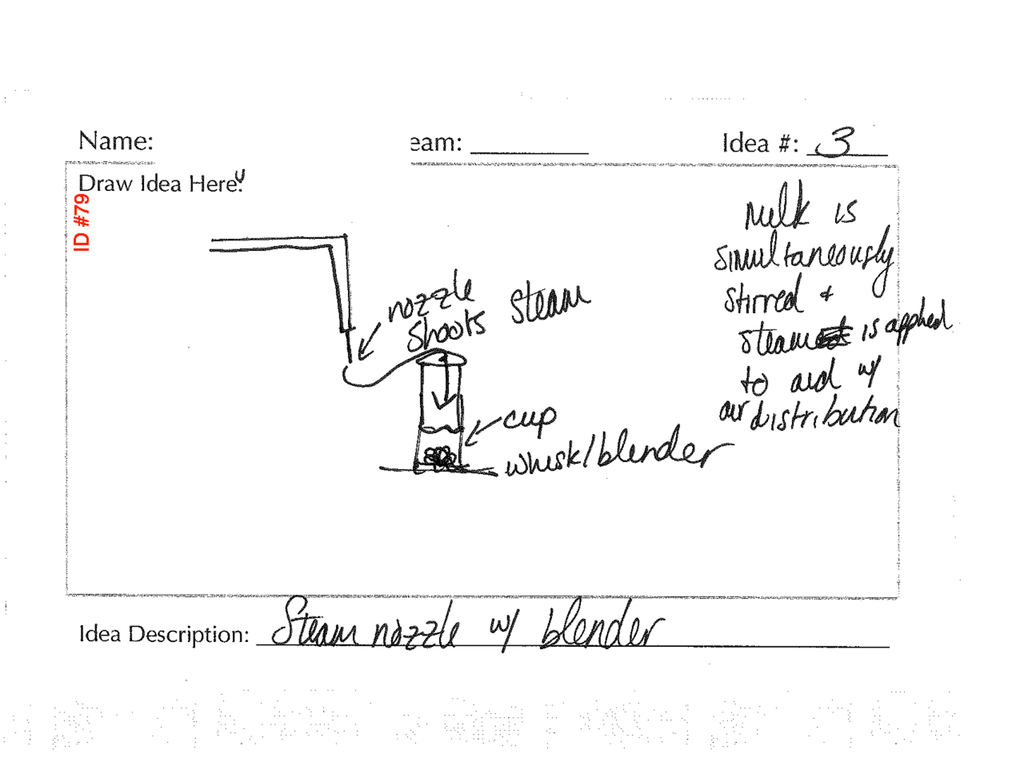 Name:
eam:
Idea #: 3
Draw Idea Here:
ID #79
milk is
simultaneously
stirred +
steam is applied
to aid w/
air distribution
nozzle
shoots steam
cup
whisk/blender
Idea Description: Steam nozzle w/ blender